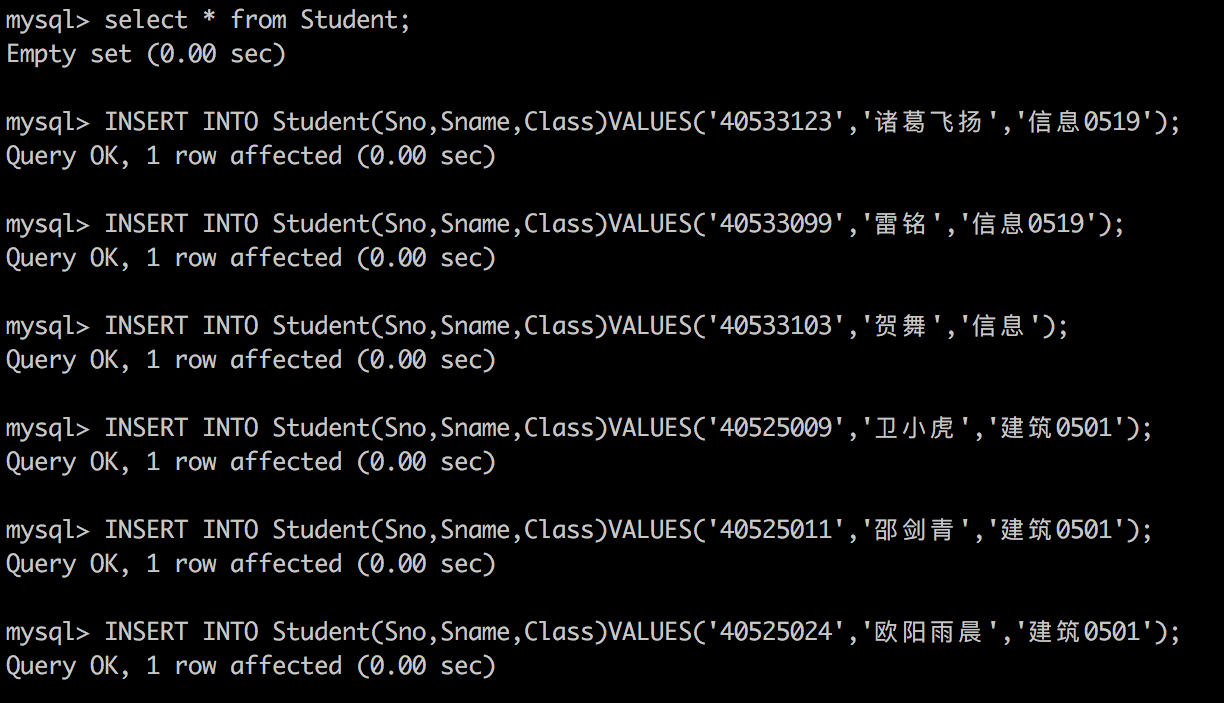 mysql> select * from Student;
Empty set (0.00 sec)
mysql> INSERT INTO Student(Sno,Sname,Class)VALUES('40533123','诸葛飞扬','信息0519');
Query OK, 1 row affected (0.00 sec)
mysql> INSERT INTO Student(Sno,Sname,Class)VALUES('40533099','雷铭','信息0519');
Query OK, 1 row affected (0.00 sec)
mysql> INSERT INTO Student(Sno,Sname,Class)VALUES('40533103','贺舞','信息');
Query OK, 1 row affected (0.00 sec)
mysql> INSERT INTO Student(Sno,Sname,Class)VALUES('40525009','卫小虎','建筑0501');
Query OK, 1 row affected (0.00 sec)
mysql> INSERT INTO Student(Sno,Sname,Class)VALUES('40525011','邵剑青','建筑0501');
Query OK, 1 row affected (0.00 sec)
mysql> INSERT INTO Student(Sno,Sname,Class)VALUES('40525024','欧阳雨晨','建筑0501');
Query OK, 1 row affected (0.00 sec)